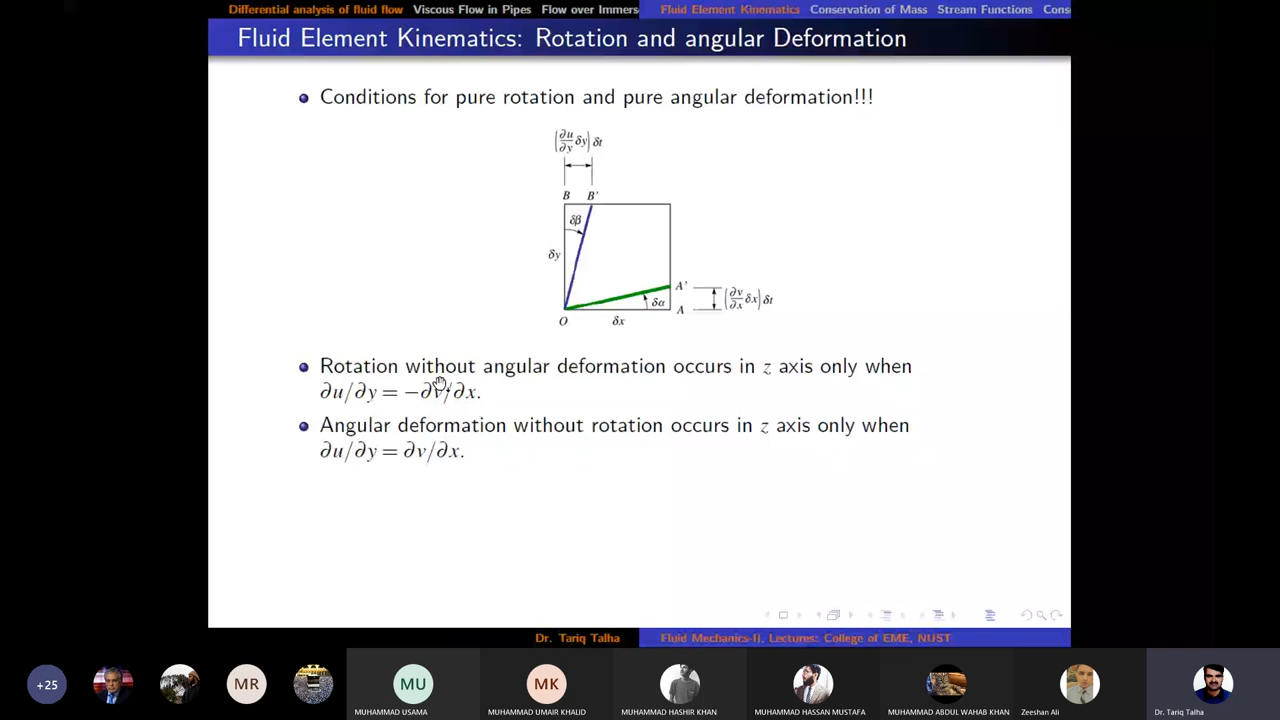 Differential analysis of fluid flow Viscous Flow in Pipes Flow over Immers Fluid Element Kinematics Conservation of Mass Stream Functions Cons
Fluid Element Kinematics: Rotation and angular Deformation
Conditions for pure rotation and pure angular deformation!!!
(∂u/∂y δy) δt
B B'
δβ
δy
A'
(∂v/∂x δx) δt
δα
A
O δx
Rotation without angular deformation occurs in z axis only when
∂u/∂y = −∂v/∂x.
Angular deformation without rotation occurs in z axis only when
∂u/∂y = ∂v/∂x.
Dr. Tariq Talha Fluid Mechanics-II, Lectures: College of EME, NUST
+25 MR MU MK
MUHAMMAD USAMA MUHAMMAD UMAIR KHALID MUHAMMAD HASHIR KHAN MUHAMMAD HASSAN MUSTAFA MUHAMMAD ABDUL WAHAB KHAN Zeeshan Ali Dr. Tariq Talha